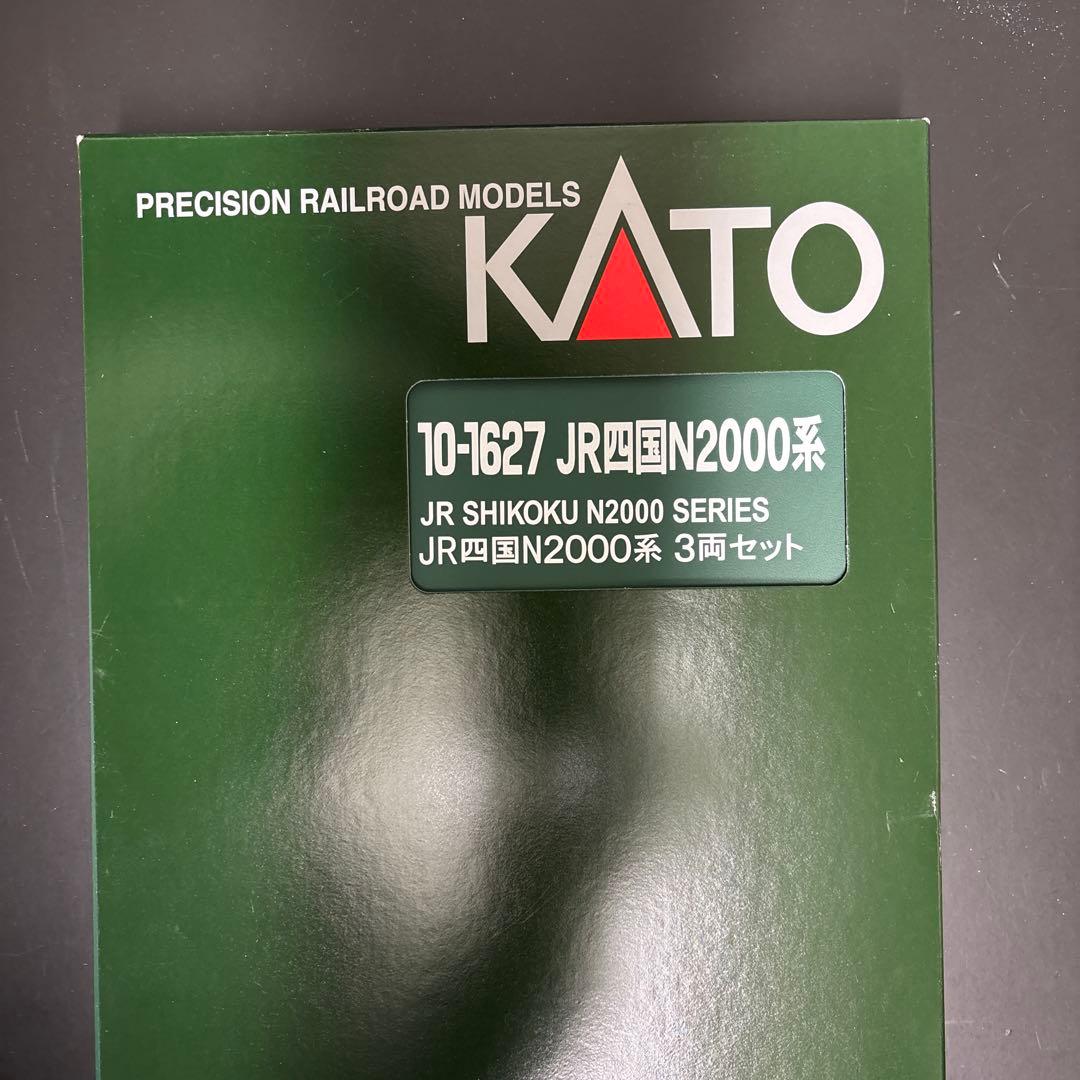 PRECISION RAILROAD MODELS
KATO
10-1627 JR四国N2000系
JR SHIKOKU N2000 SERIES
JR四国N2000系 3両セット